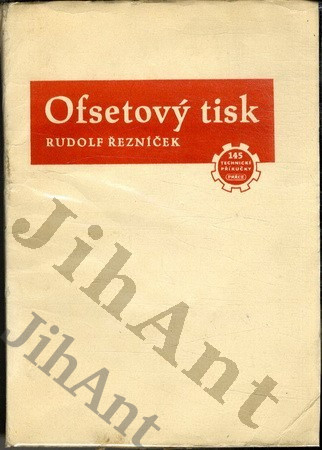 Ofsetový tisk
RUDOLF ŘEZNÍČEK
145
TECHNICKÉ
PŘÍRUČKY
PRÁCE
JihAnt
JihAnt